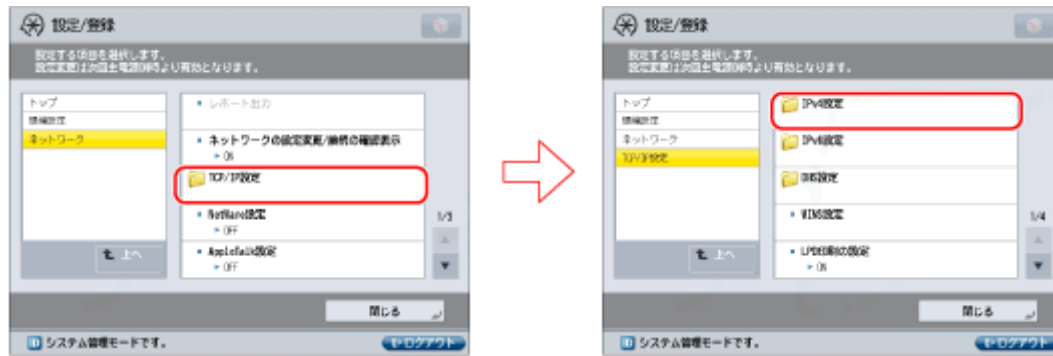 設定/登録
設定する項目を選択します。
設定変更は次回主電源ON時より有効となります。
トップ
環境設定
ネットワーク
レポート出力
ネットワークの設定変更/接続の確認表示
ON
TCP/IP設定
NetWare設定
OFF
AppleTalk設定
OFF
1/3
上へ
閉じる
システム管理モードです。
ログアウト
設定/登録
設定する項目を選択します。
設定変更は次回主電源ON時より有効となります。
トップ
環境設定
ネットワーク
TCP/IP設定
IPv4設定
IPv6設定
DNS設定
WINS設定
LPD印刷の設定
ON
1/4
上へ
閉じる
システム管理モードです。
ログアウト